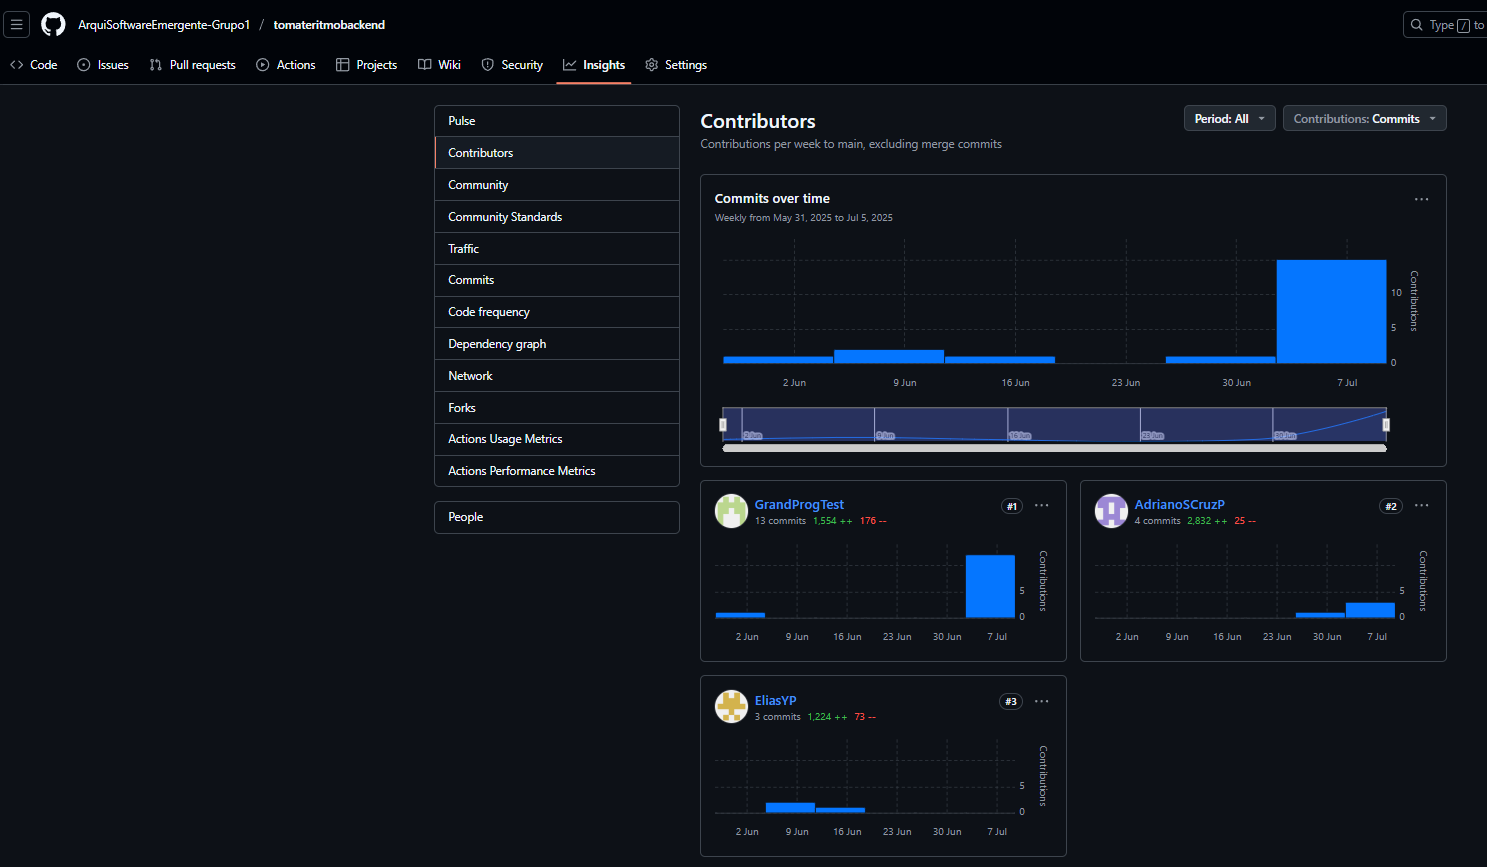 ArquiSoftwareEmergente-Grupo1 / tomateritmobackend
Type / to
Code Issues Pull requests Actions Projects Wiki Security Insights Settings
Pulse
Contributors
Community
Community Standards
Traffic
Commits
Code frequency
Dependency graph
Network
Forks
Actions Usage Metrics
Actions Performance Metrics
People
Contributors
Period: All
Contributions: Commits
Contributions per week to main, excluding merge commits
Commits over time
Weekly from May 31, 2025 to Jul 5, 2025
Contributions
10
5
0
2 Jun 9 Jun 16 Jun 23 Jun 30 Jun 7 Jul
2 Jun 9 Jun 16 Jun 23 Jun 30 Jun
GrandProgTest
#1
13 commits 1,554 ++ 176 --
Contributions
5
0
2 Jun 9 Jun 16 Jun 23 Jun 30 Jun 7 Jul
AdrianoSCruzP
#2
4 commits 2,832 ++ 25 --
Contributions
5
0
2 Jun 9 Jun 16 Jun 23 Jun 30 Jun 7 Jul
EliasYP
#3
3 commits 1,224 ++ 73 --
Contributions
5
0
2 Jun 9 Jun 16 Jun 23 Jun 30 Jun 7 Jul